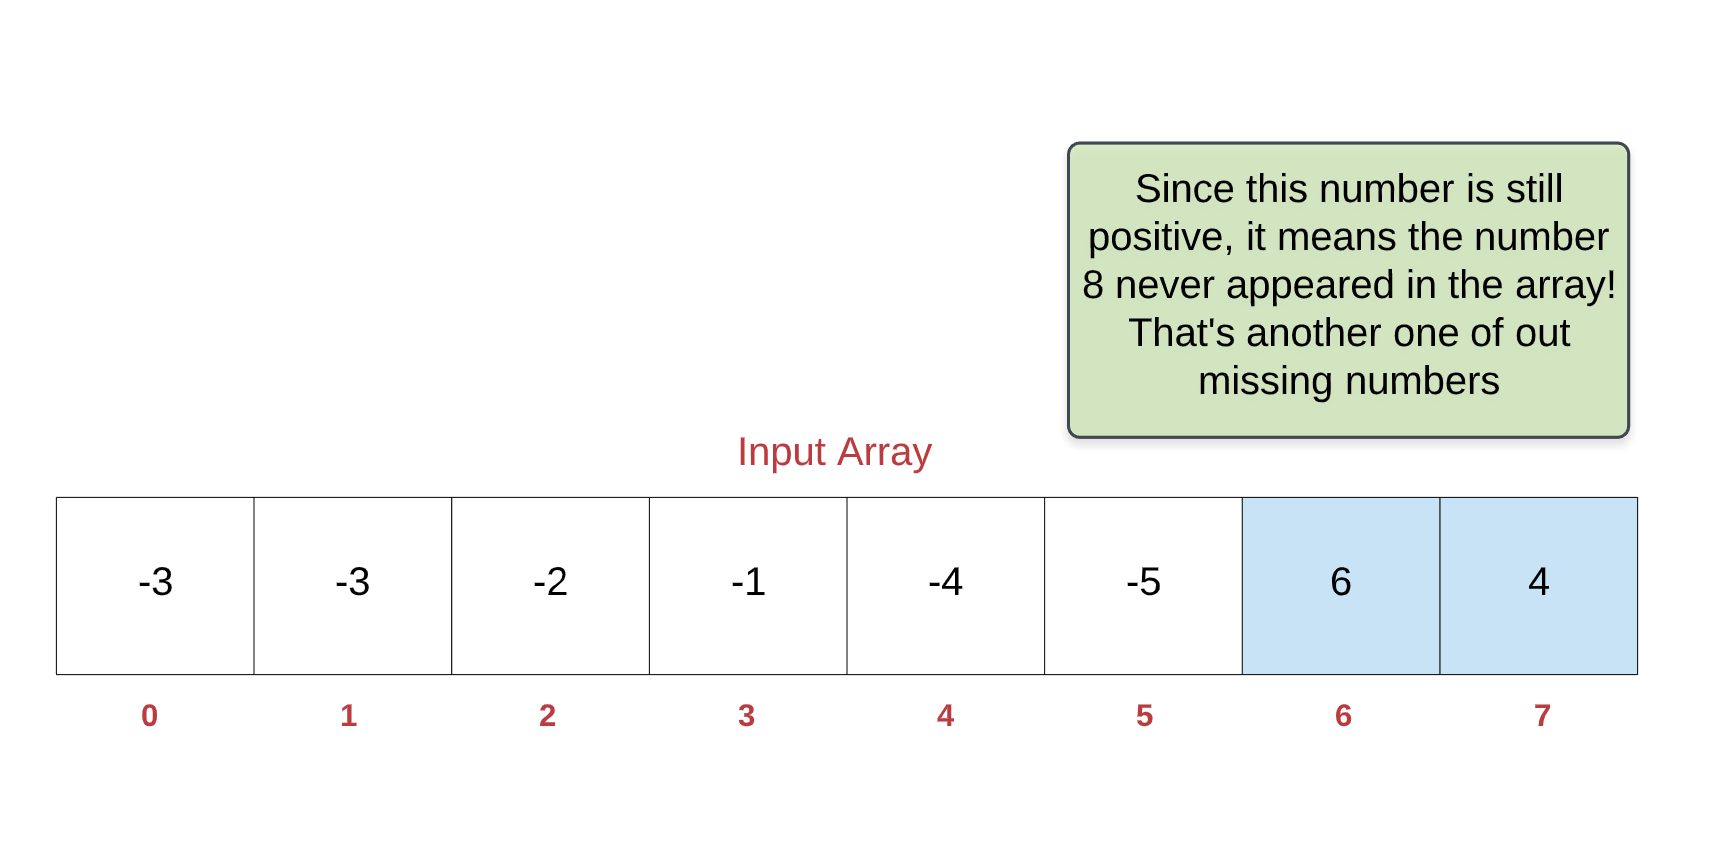 Since this number is still
positive, it means the number
8 never appeared in the array!
That's another one of out
missing numbers
Input Array
-3 -3 -2 -1 -4 -5 6 4
0 1 2 3 4 5 6 7